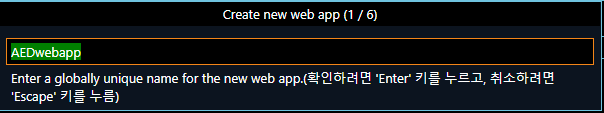 Create new web app (1 / 6)
AEDwebapp
Enter a globally unique name for the new web app.(확인하려면 'Enter' 키를 누르고, 취소하려면
'Escape' 키를 누름)